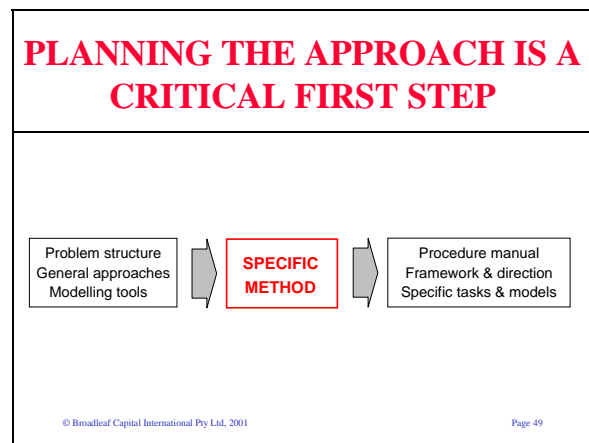 PLANNING THE APPROACH IS A
CRITICAL FIRST STEP
Problem structure
General approaches
Modelling tools
SPECIFIC
METHOD
Procedure manual
Framework & direction
Specific tasks & models
© Broadleaf Capital International Pty Ltd, 2001
Page 49